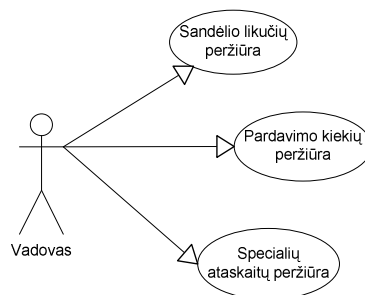 Sandėlio likučių
peržiūra
Pardavimo kiekių
peržiūra
Vadovas
Specialių
ataskaitų peržiūra